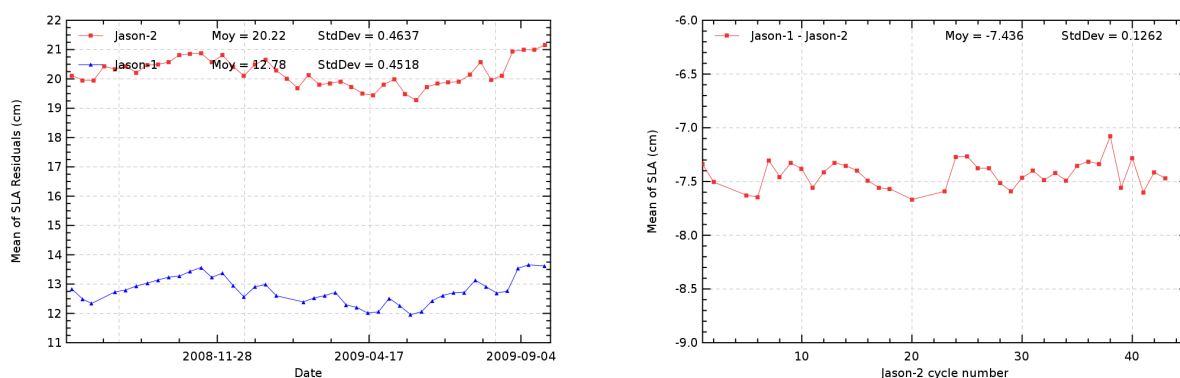 22
21
20
19
18
17
16
15
14
13
12
11
Mean of SLA Residuals (cm)
Jason-2 Moy = 20.22 StdDev = 0.4637
Jason-1 Moy = 12.78 StdDev = 0.4518
2008-11-28 2009-04-17 2009-09-04
Date
-6.0
-6.5
-7.0
-7.5
-8.0
-8.5
-9.0
Mean of SLA (cm)
Jason-1 - Jason-2 Moy = -7.436 StdDev = 0.1262
10 20 30 40
Jason-2 cycle number